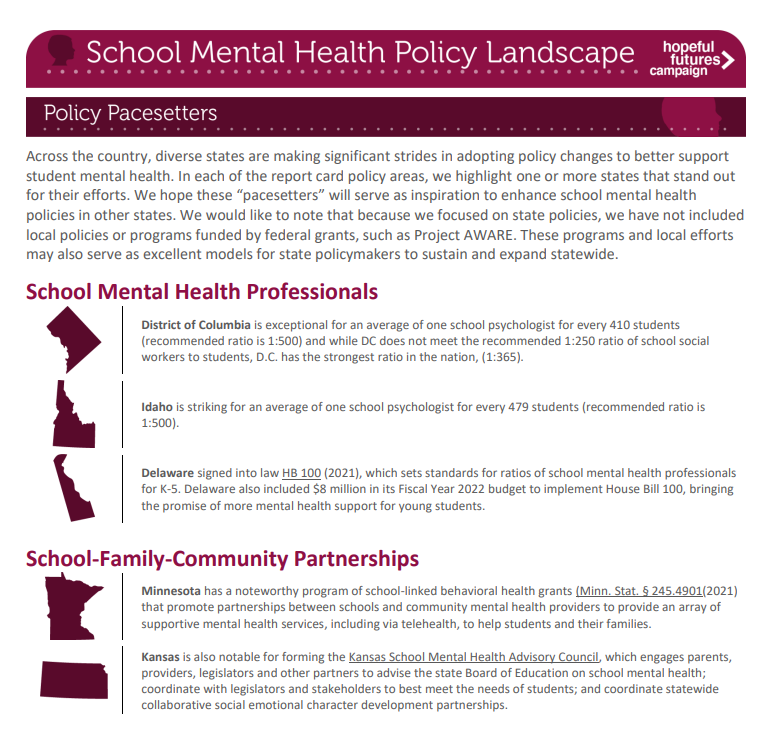 School Mental Health Policy Landscape
hopeful
futures
campaign
Policy Pacesetters
Across the country, diverse states are making significant strides in adopting policy changes to better support
student mental health. In each of the report card policy areas, we highlight one or more states that stand out
for their efforts. We hope these “pacesetters” will serve as inspiration to enhance school mental health
policies in other states. We would like to note that because we focused on state policies, we have not included
local policies or programs funded by federal grants, such as Project AWARE. These programs and local efforts
may also serve as excellent models for state policymakers to sustain and expand statewide.
School Mental Health Professionals
District of Columbia is exceptional for an average of one school psychologist for every 410 students
(recommended ratio is 1:500) and while DC does not meet the recommended 1:250 ratio of school social
workers to students, D.C. has the strongest ratio in the nation, (1:365).
Idaho is striking for an average of one school psychologist for every 479 students (recommended ratio is
1:500).
Delaware signed into law HB 100 (2021), which sets standards for ratios of school mental health professionals
for K-5. Delaware also included $8 million in its Fiscal Year 2022 budget to implement House Bill 100, bringing
the promise of more mental health support for young students.
School-Family-Community Partnerships
Minnesota has a noteworthy program of school-linked behavioral health grants (Minn. Stat. § 245.4901(2021)
that promote partnerships between schools and community mental health providers to provide an array of
supportive mental health services, including via telehealth, to help students and their families.
Kansas is also notable for forming the Kansas School Mental Health Advisory Council, which engages parents,
providers, legislators and other partners to advise the state Board of Education on school mental health;
coordinate with legislators and stakeholders to best meet the needs of students; and coordinate statewide
collaborative social emotional character development partnerships.